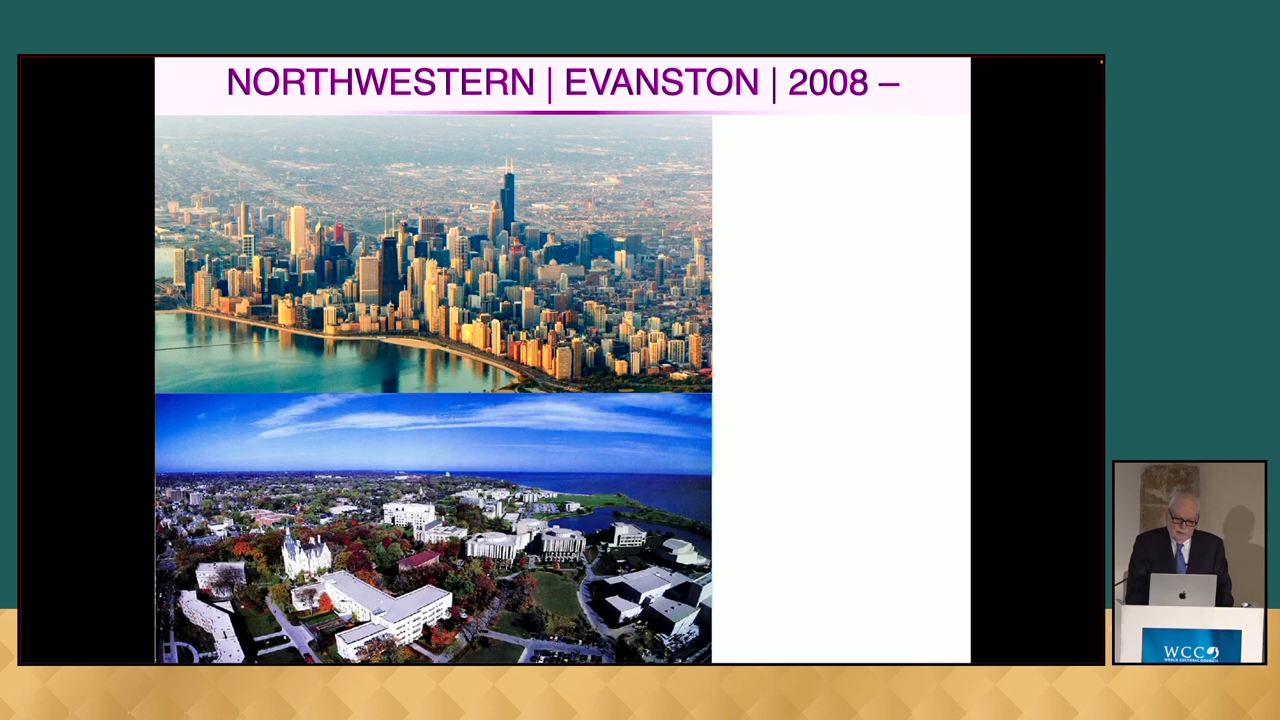 NORTHWESTERN | EVANSTON | 2008 –
WCC
WORLD CULTURAL COUNCIL